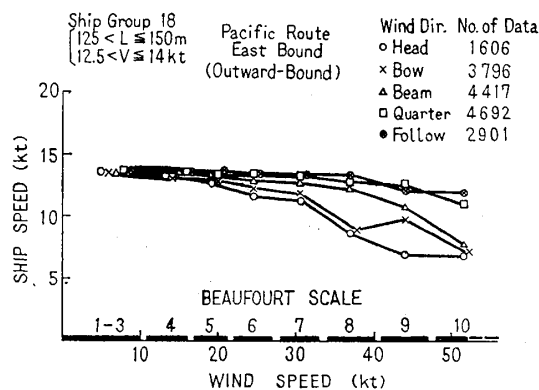 Ship Group 18
125 < L ≦ 150m
12.5 < V ≦ 14kt
Pacific Route
East Bound
(Outward-Bound)
Wind Dir. No. of Data
Head 1606
Bow 3796
Beam 4417
Quarter 4692
Follow 2901
20
15
10
5
SHIP SPEED (kt)
BEAUFOURT SCALE
1-3 4 5 6 7 8 9 10
10 20 30 40 50
WIND SPEED (kt)